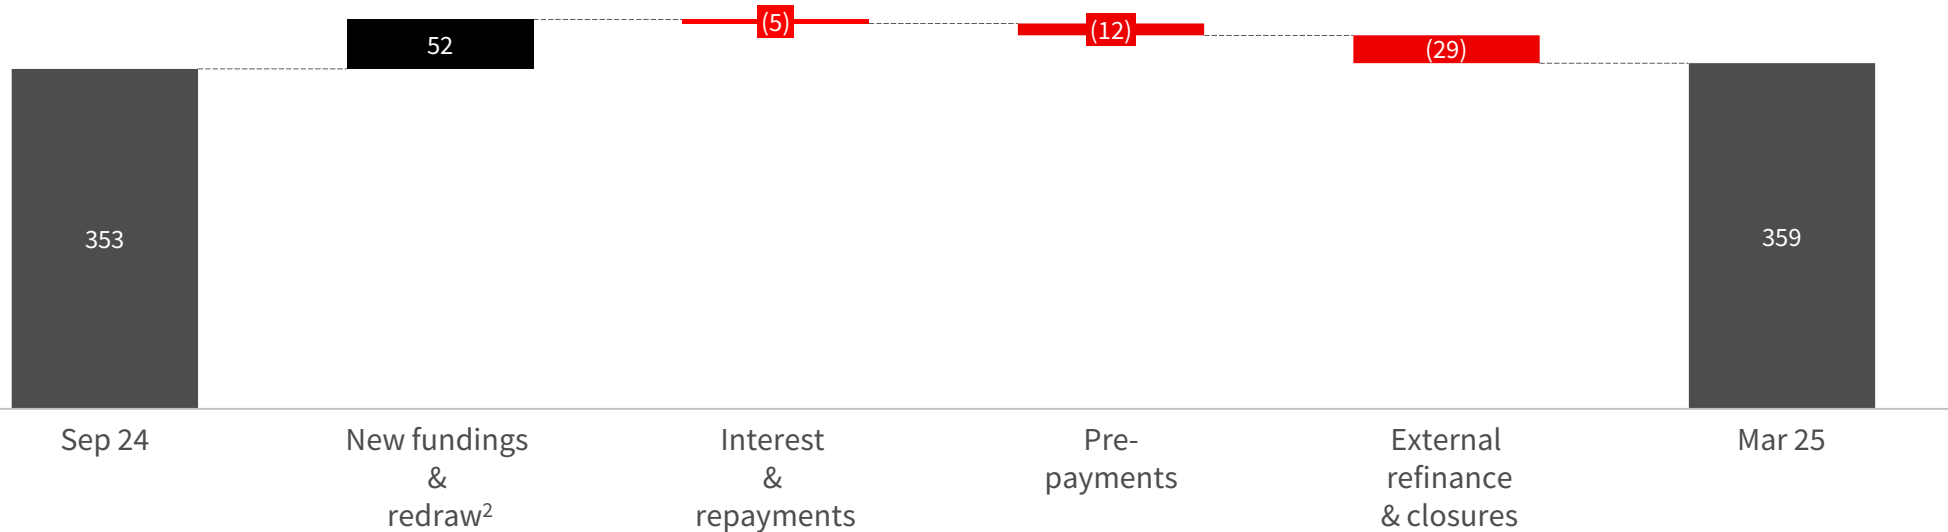 52
(5)
(12)
(29)
353
359
Sep 24
New fundings
&
redraw²
Interest
&
repayments
Pre-
payments
External
refinance
& closures
Mar 25